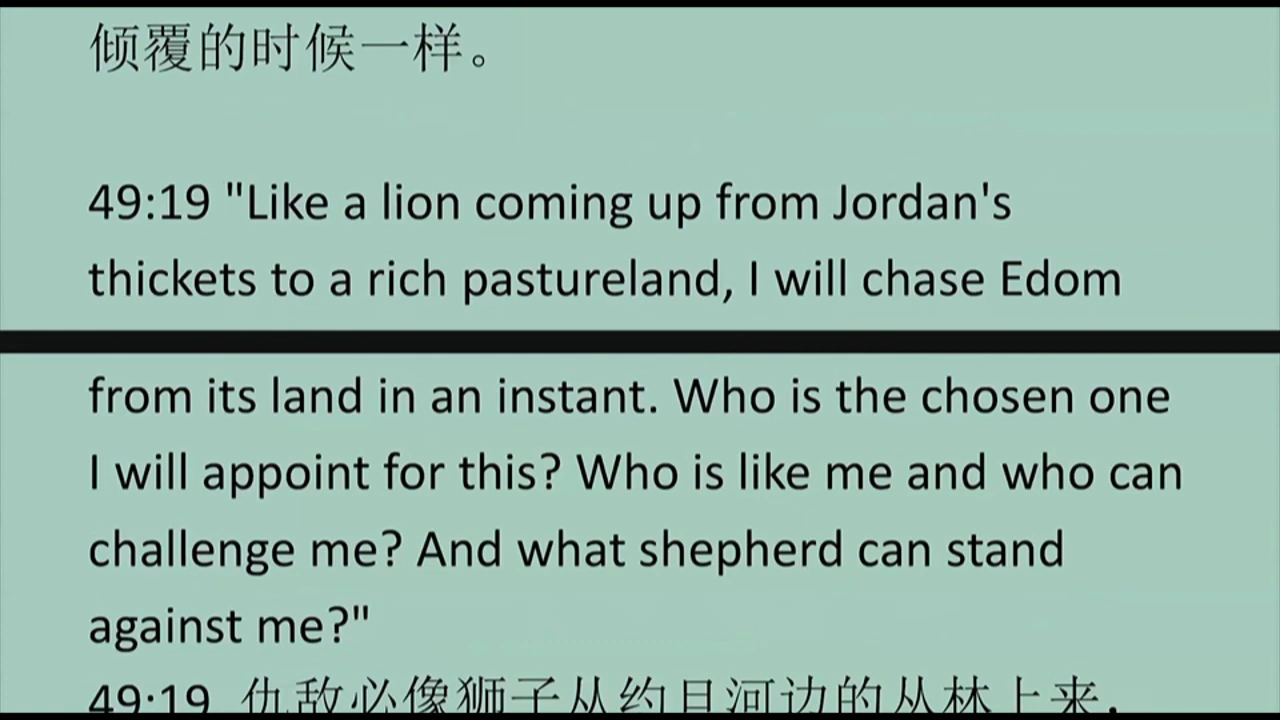 倾覆的时候一样。
49:19 "Like a lion coming up from Jordan's
thickets to a rich pastureland, I will chase Edom
from its land in an instant. Who is the chosen one
I will appoint for this? Who is like me and who can
challenge me? And what shepherd can stand
against me?"
49:19 仇敌必像狮子从约旦河边的丛林上来，